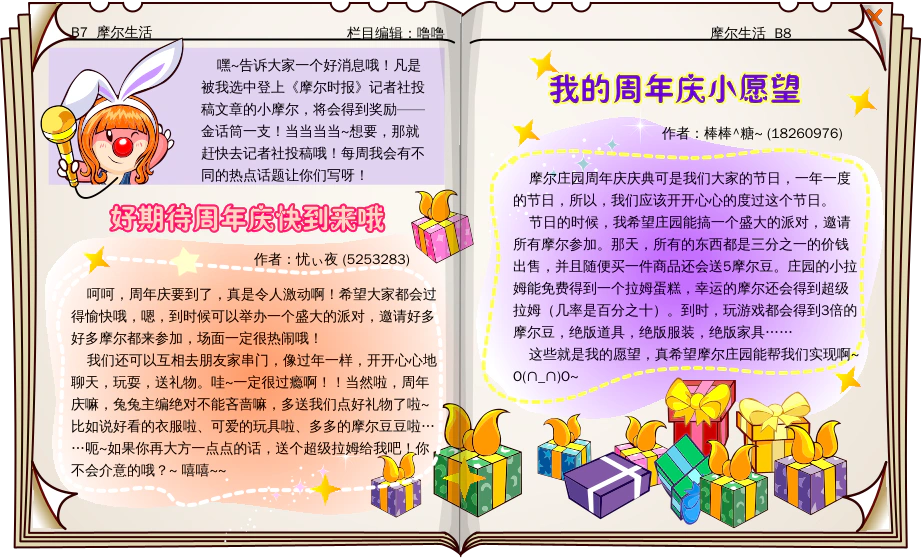 B7 摩尔生活
栏目编辑：噜噜
嘿~告诉大家一个好消息哦！凡是
被我选中登上《摩尔时报》记者社投
稿文章的小摩尔，将会得到奖励——
金话筒一支！当当当当~想要，那就
赶快去记者社投稿哦！每周我会有不
同的热点话题让你们写呀！
好期待周年庆快到来哦
作者：忧ぃ夜 (5253283)
呵呵，周年庆要到了，真是令人激动啊！希望大家都会过
得愉快哦，嗯，到时候可以举办一个盛大的派对，邀请好多
好多摩尔都来参加，场面一定很热闹哦！
我们还可以互相去朋友家串门，像过年一样，开开心心地
聊天，玩耍，送礼物。哇~一定很过瘾啊！！当然啦，周年
庆嘛，兔兔主编绝对不能吝啬嘛，多送我们点好礼物了啦~
比如说好看的衣服啦、可爱的玩具啦、多多的摩尔豆豆啦…
…呃~如果你再大方一点点的话，送个超级拉姆给我吧！你
不会介意的哦？~ 嘻嘻~~
摩尔生活 B8
我的周年庆小愿望
作者：棒棒^糖~ (18260976)
摩尔庄园周年庆庆典可是我们大家的节日，一年一度
的节日，所以，我们应该开开心心的度过这个节日。
节日的时候，我希望庄园能搞一个盛大的派对，邀请
所有摩尔参加。那天，所有的东西都是三分之一的价钱
出售，并且随便买一件商品还会送5摩尔豆。庄园的小拉
姆能免费得到一个拉姆蛋糕，幸运的摩尔还会得到超级
拉姆（几率是百分之十）。到时，玩游戏都会得到3倍的
摩尔豆，绝版道具，绝版服装，绝版家具……
这些就是我的愿望，真希望摩尔庄园能帮我们实现啊~
O(∩_∩)O~